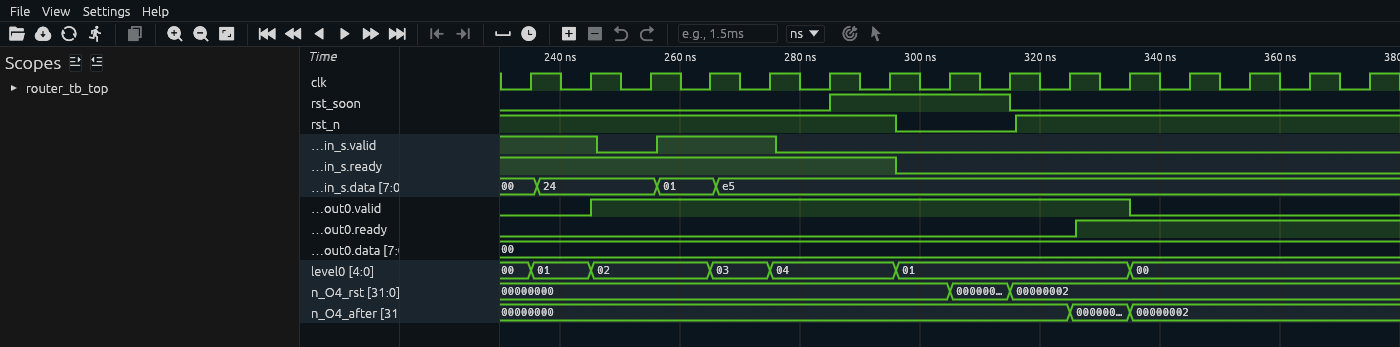 File View Settings Help
e.g., 1.5ms ns
Scopes
router_tb_top
Time 240 ns 260 ns 280 ns 300 ns 320 ns 340 ns 360 ns 380
clk
rst_soon
rst_n
…in_s.valid
…in_s.ready
…in_s.data [7:0 00 24 01 e5
…out0.valid
…out0.ready
…out0.data [7:0 00
level0 [4:0] 00 01 02 03 04 01 00
n_O4_rst [31:0] 00000000 000000… 00000002
n_O4_after [31 00000000 000000… 00000002